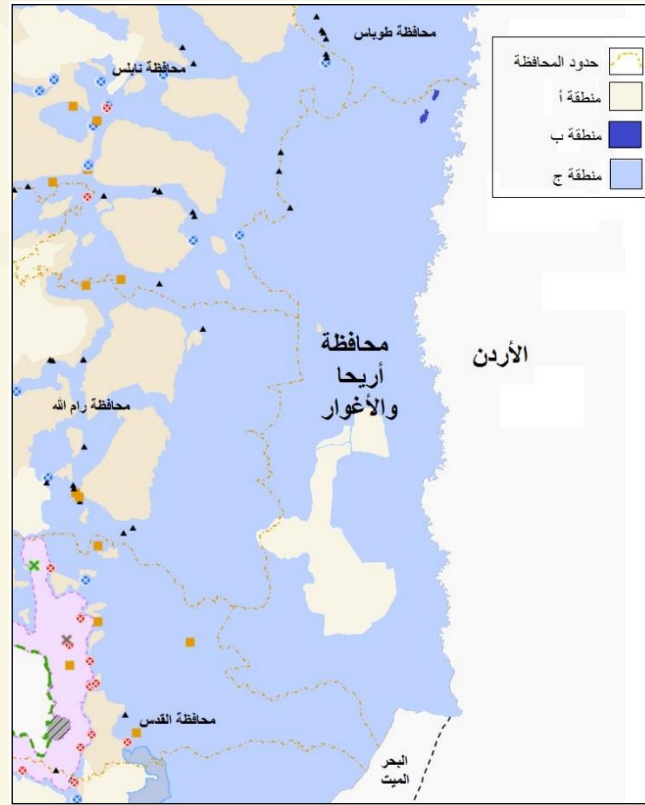 محافظة طوباس
محافظة نابلس
حدود المحافظة
منطقة أ
منطقة ب
منطقة ج
محافظة
أريحا
والأغوار
الأردن
محافظة رام الله
محافظة القدس
البحر
الميت